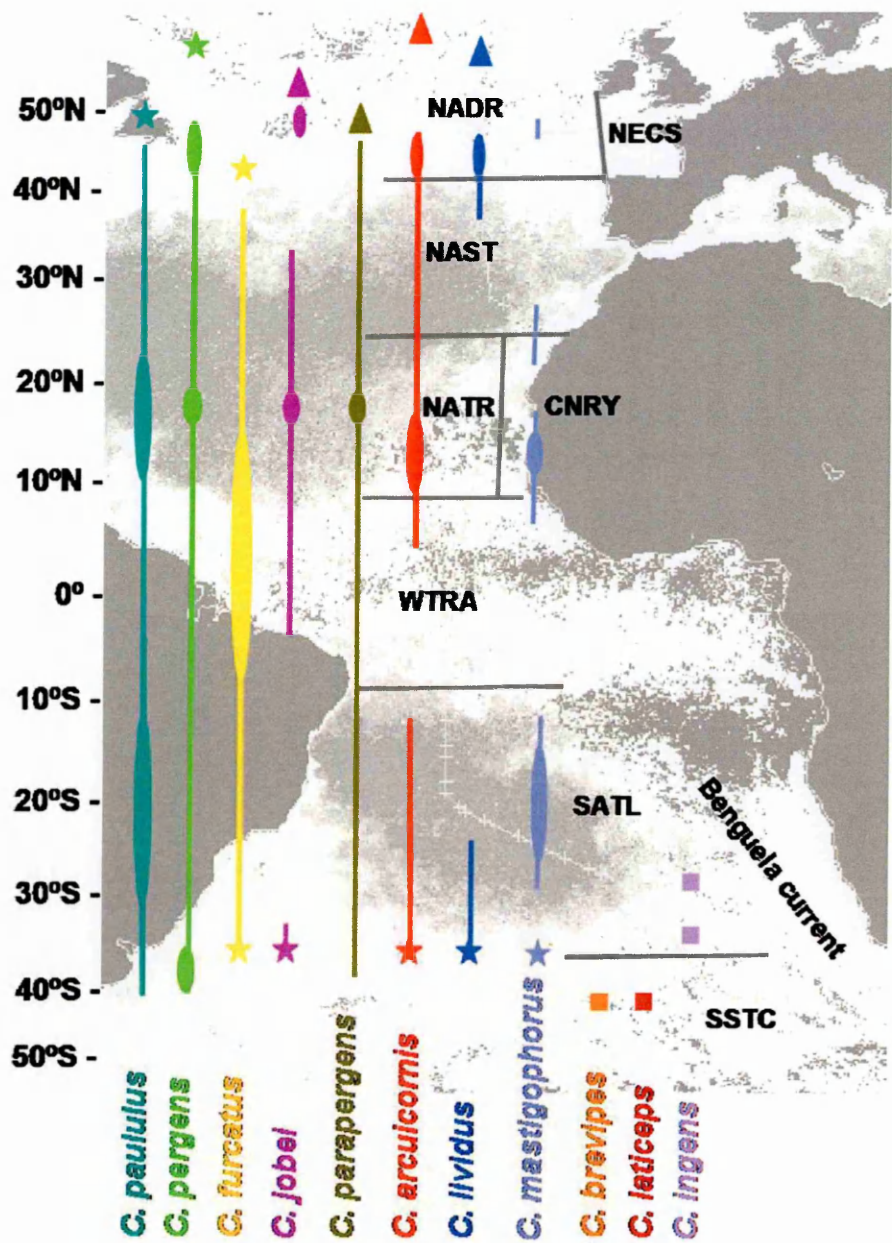 50ºN -
40ºN -
30ºN -
20ºN -
10ºN -
0º -
10ºS -
20ºS -
30ºS -
40ºS -
50ºS -
NADR
NECS
NAST
NATR
CNRY
WTRA
SATL
Benguela current
SSTC
C. paululus
C. pergens
C. furcatus
C. jobei
C. parapergens
C. arcuicornis
C. lividus
C. mastigophorus
C. brevipes
C. laticeps
C. ingens